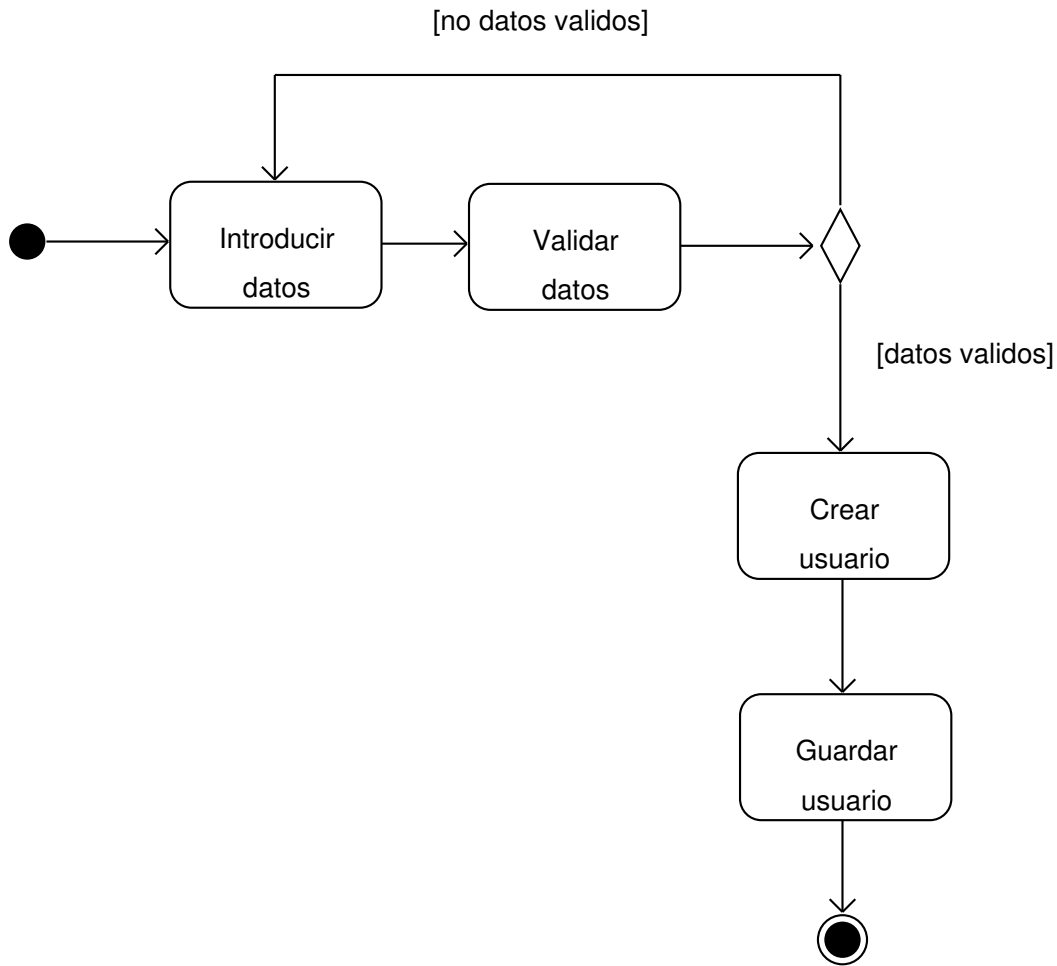 [no datos validos]
Introducir
datos
Validar
datos
[datos validos]
Crear
usuario
Guardar
usuario